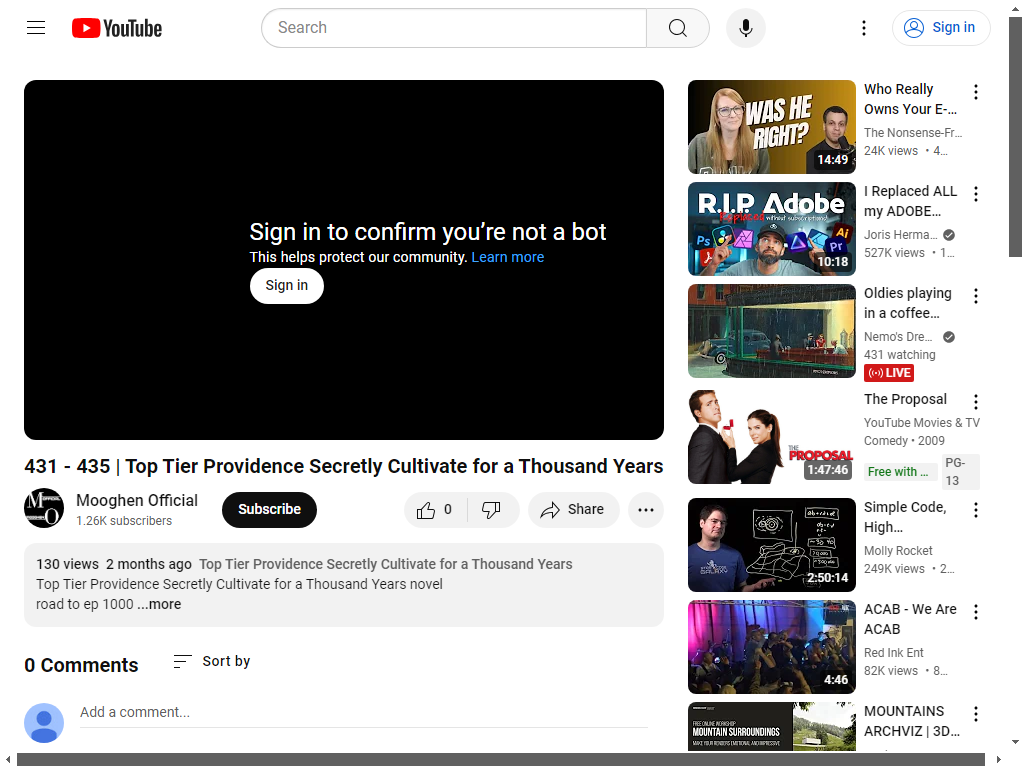 YouTube
Search
Sign in
Sign in to confirm you’re not a bot
This helps protect our community. Learn more
Sign in
431 - 435 | Top Tier Providence Secretly Cultivate for a Thousand Years
Mooghen Official
1.26K subscribers
Subscribe
0
Share
130 views 2 months ago Top Tier Providence Secretly Cultivate for a Thousand Years
Top Tier Providence Secretly Cultivate for a Thousand Years novel
road to ep 1000 ...more
0 Comments
Sort by
Add a comment...
WAS HE
RIGHT?
14:49
Who Really
Owns Your E-...
The Nonsense-Fr...
24K views • 4...
R.I.P. Adobe
Replaced without subscriptions!
Ps
Ai
Pr
10:18
I Replaced ALL
my ADOBE...
Joris Herma...
527K views • 1...
Oldies playing
in a coffee...
Nemo's Dre...
431 watching
LIVE
THE
PROPOSAL
1:47:46
The Proposal
YouTube Movies & TV
Comedy • 2009
Free with ...
PG-
13
2:50:14
Simple Code,
High...
Molly Rocket
249K views • 2...
4:46
ACAB - We Are
ACAB
Red Ink Ent
82K views • 8...
FREE ONLINE WORKSHOP
MOUNTAIN SURROUNDINGS
MAKE YOUR RENDERS EMOTIONAL AND IMPRESSIVE
MOUNTAINS
ARCHVIZ | 3D...